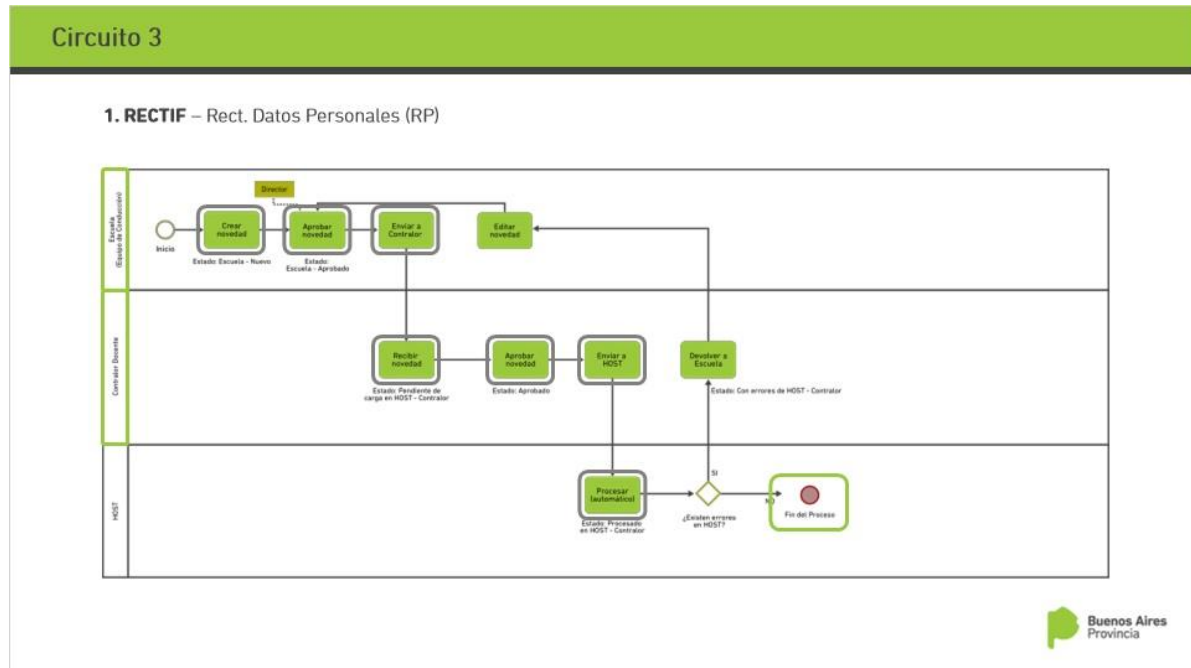 Circuito 3
1. RECTIF – Rect. Datos Personales (RP)
Escuela
(Equipo de Conducción)
Director
Inicio
Crear
novedad
Estado: Escuela - Nuevo
Aprobar
novedad
Estado:
Escuela - Aprobado
Enviar a
Contralor
Editar
novedad
Contralor Docente
Recibir
novedad
Estado: Pendiente de
carga en HOST - Contralor
Aprobar
novedad
Estado: Aprobado
Enviar a
HOST
Devolver a
Escuela
Estado: Con errores de HOST - Contralor
HOST
Procesar
(automático)
Estado: Procesado
en HOST - Contralor
SI
¿Existen errores
en HOST?
NO
Fin del Proceso
Buenos Aires
Provincia